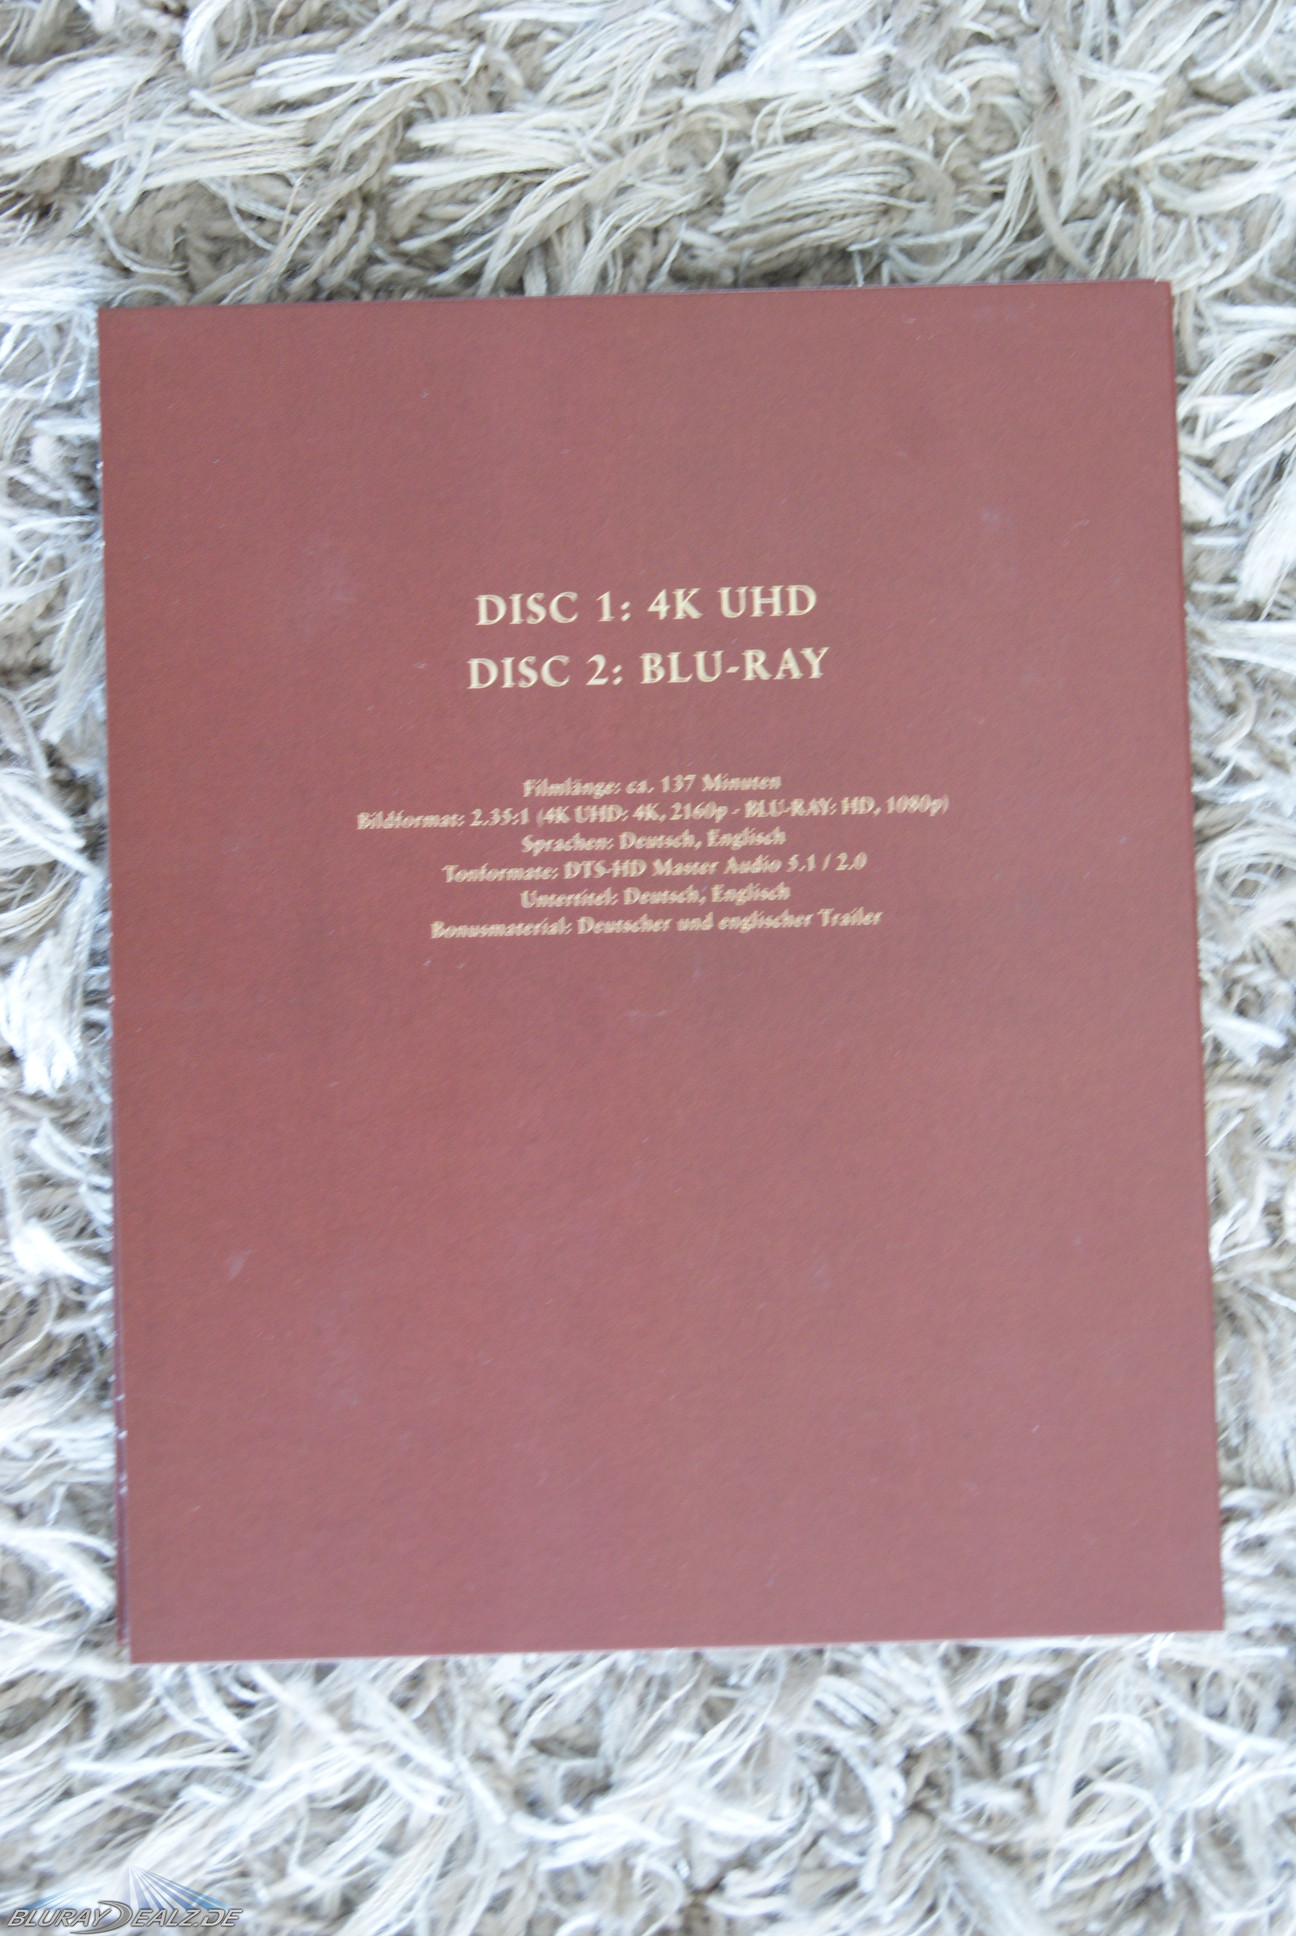 DISC 1: 4K UHD
DISC 2: BLU-RAY
Filmlänge: ca. 137 Minuten
Bildformat: 2.35:1 (4K UHD: 4K, 2160p - BLU-RAY: HD, 1080p)
Sprachen: Deutsch, Englisch
Tonformate: DTS-HD Master Audio 5.1 / 2.0
Untertitel: Deutsch, Englisch
Bonusmaterial: Deutscher und englischer Trailer
BLURAYDEALZ.DE